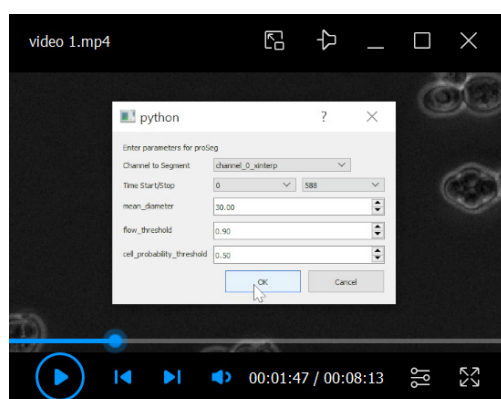 video 1.mp4
python ?
Enter parameters for proSeg
Channel to Segment channel_0_xinterp
Time Start/Stop 0 588
mean_diameter 30.00
flow_threshold 0.90
cell_probability_threshold 0.50
OK Cancel
00:01:47 / 00:08:13